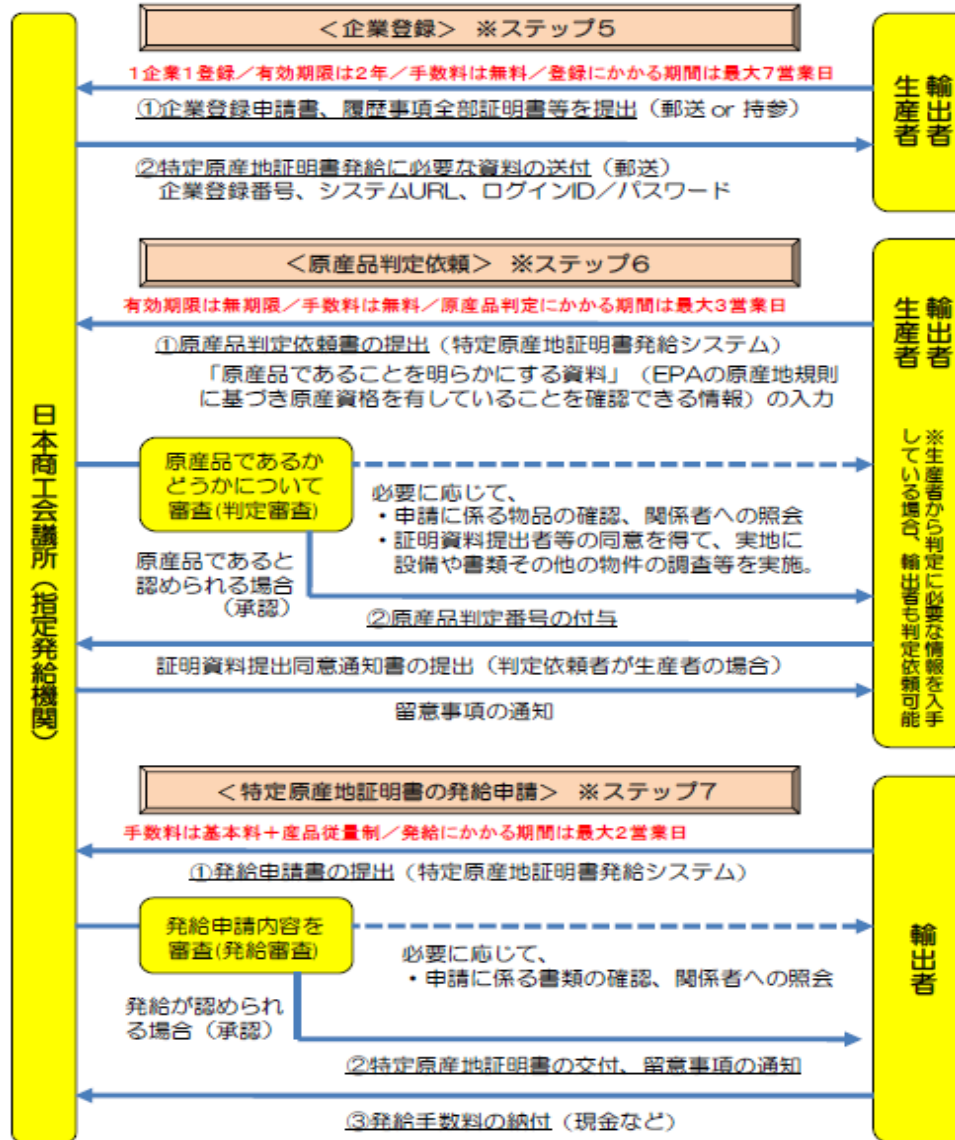 ＜企業登録＞ ※ステップ5
1企業1登録／有効期限は2年／手数料は無料／登録にかかる期間は最大7営業日
①企業登録申請書、履歴事項全部証明書等を提出（郵送 or 持参）
②特定原産地証明書発給に必要な資料の送付（郵送）
企業登録番号、システムURL、ログインID／パスワード
輸出者
生産者
＜原産品判定依頼＞ ※ステップ6
有効期限は無期限／手数料は無料／原産品判定にかかる期間は最大3営業日
①原産品判定依頼書の提出（特定原産地証明書発給システム）
「原産品であることを明らかにする資料」（EPAの原産地規則
に基づき原産資格を有していることを確認できる情報）の入力
原産品であるか
どうかについて
審査(判定審査)
必要に応じて、
・申請に係る物品の確認、関係者への照会
・証明資料提出者等の同意を得て、実地に
設備や書類その他の物件の調査等を実施。
原産品であると
認められる場合
（承認）
②原産品判定番号の付与
証明資料提出同意通知書の提出（判定依頼者が生産者の場合）
留意事項の通知
輸出者
生産者
※生産者から判定に必要な情報を入手
している場合、輸出者も判定依頼可能
日本商工会議所（指定発給機関）
＜特定原産地証明書の発給申請＞ ※ステップ7
手数料は基本料＋産品従量制／発給にかかる期間は最大2営業日
①発給申請書の提出（特定原産地証明書発給システム）
発給申請内容を
審査(発給審査)
必要に応じて、
・申請に係る書類の確認、関係者への照会
発給が認められ
る場合（承認）
②特定原産地証明書の交付、留意事項の通知
③発給手数料の納付（現金など）
輸出者